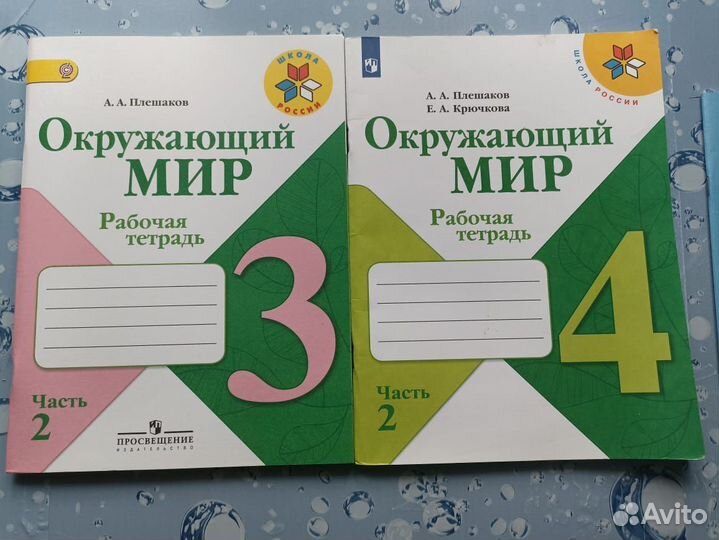 А. А. Плешаков
ШКОЛА РОССИИ
Окружающий
МИР
Рабочая
тетрадь
3
Часть
2
ПРОСВЕЩЕНИЕ
ИЗДАТЕЛЬСТВО
А. А. Плешаков
Е. А. Крючкова
ШКОЛА РОССИИ
Окружающий
МИР
Рабочая
тетрадь
4
Часть
2
Avito